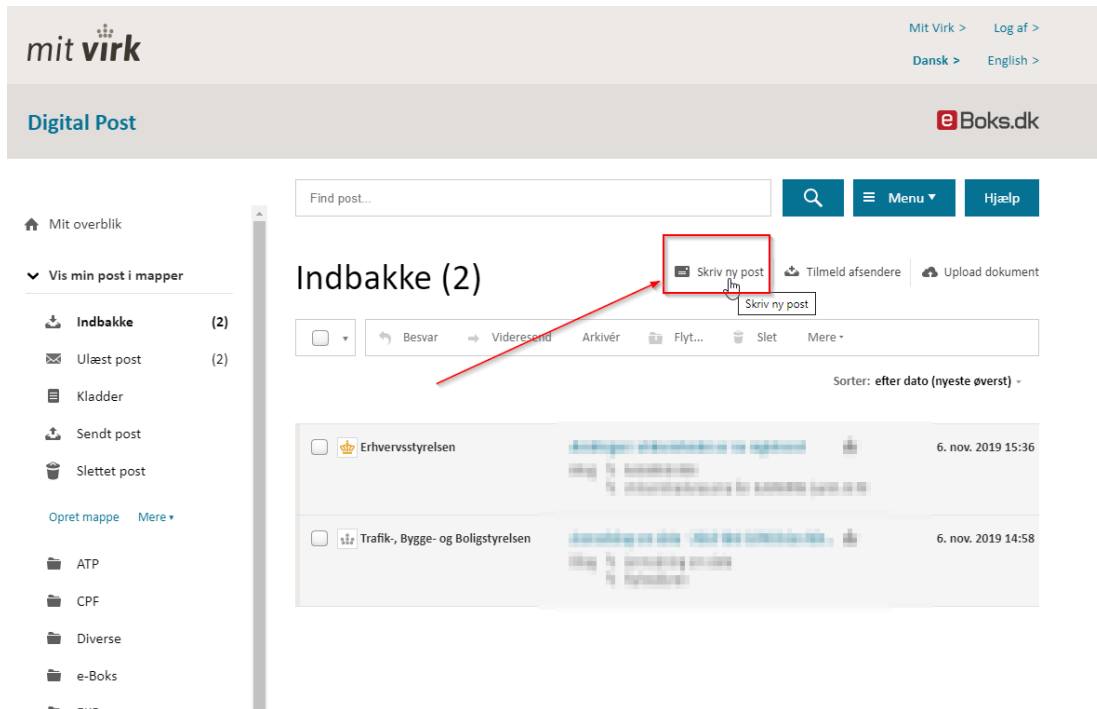 mit virk
Mit Virk > Log af >
Dansk > English >
Digital Post
e Boks.dk
Find post...
Menu
Hjælp
Mit overblik
Vis min post i mapper
Indbakke (2)
Ulæst post (2)
Kladder
Sendt post
Slettet post
Opret mappe Mere
ATP
CPF
Diverse
e-Boks
Indbakke (2)
Skriv ny post
Tilmeld afsendere
Upload dokument
Skriv ny post
Besvar
Videresend
Arkivér
Flyt...
Slet
Mere
Sorter: efter dato (nyeste øverst)
Erhvervsstyrelsen
6. nov. 2019 15:36
Trafik-, Bygge- og Boligstyrelsen
6. nov. 2019 14:58